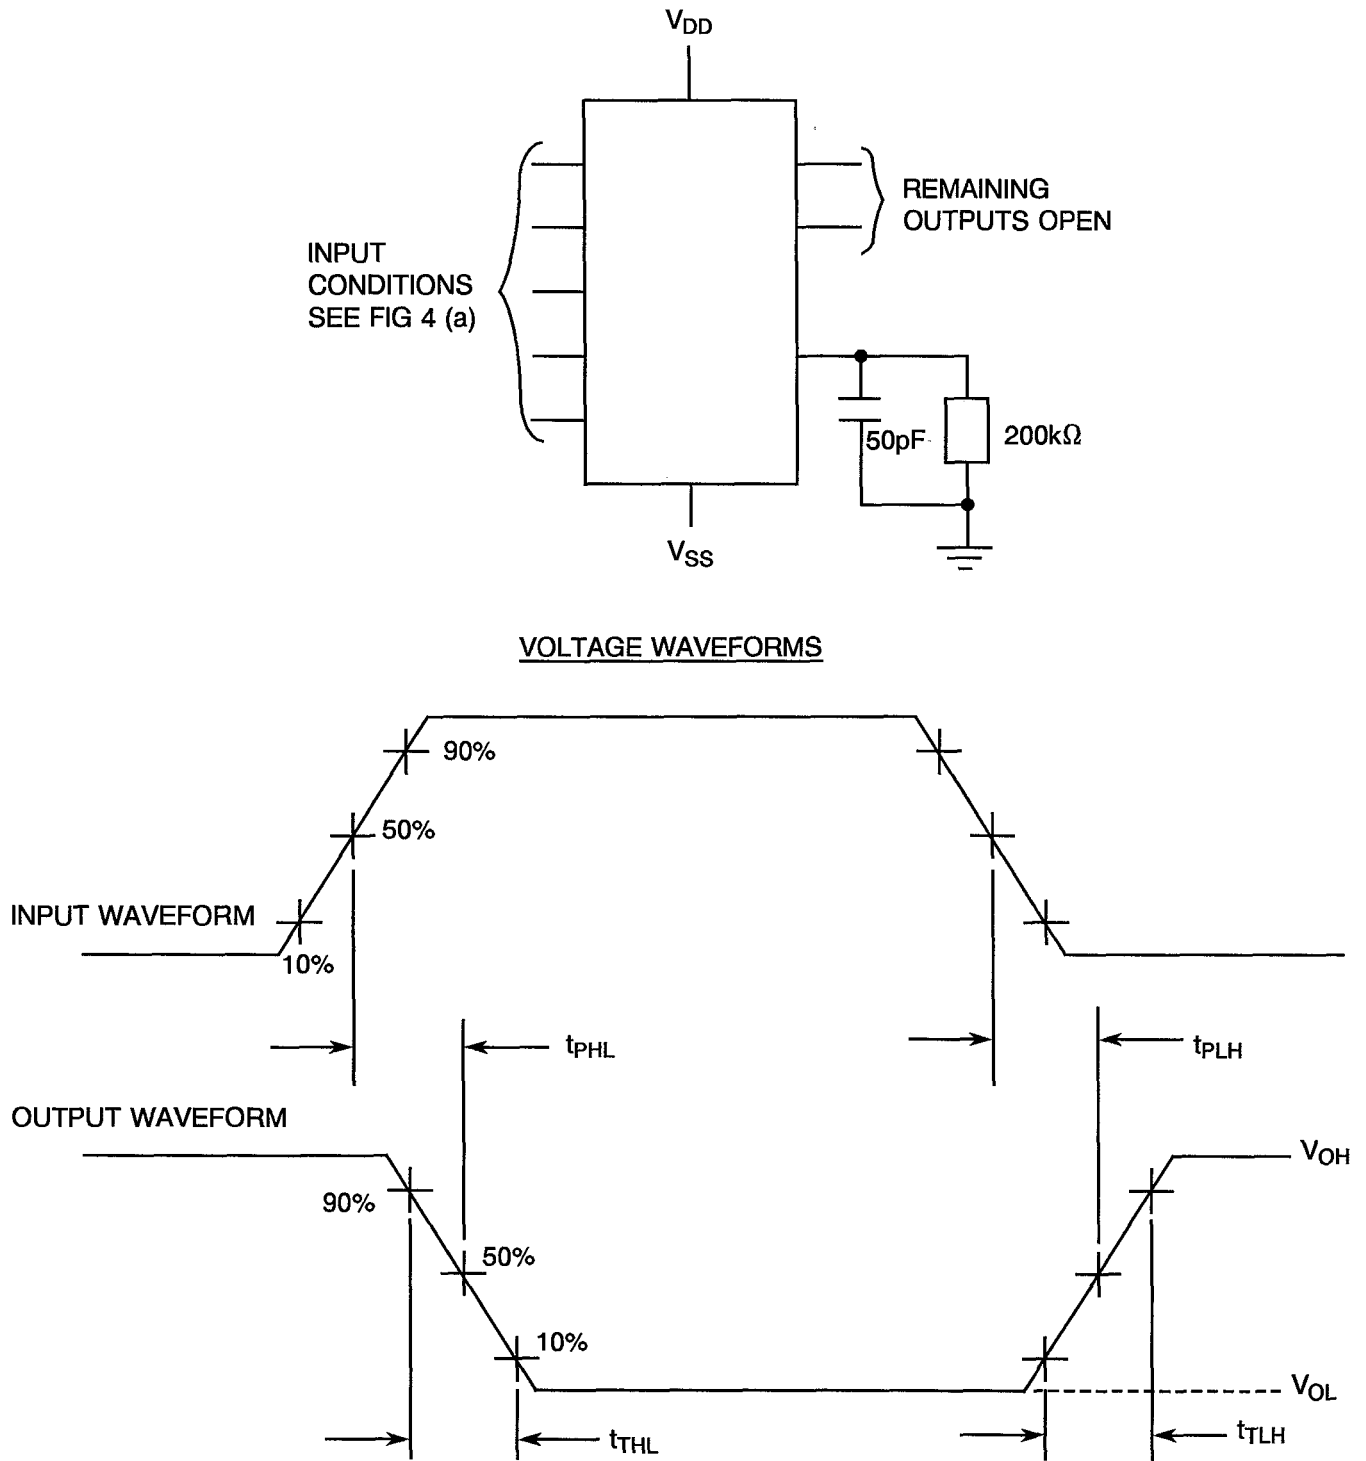 VDD
REMAINING
OUTPUTS OPEN
INPUT
CONDITIONS
SEE FIG 4 (a)
50pF
200kΩ
VSS
VOLTAGE WAVEFORMS
90%
50%
INPUT WAVEFORM
10%
tPHL
tPLH
OUTPUT WAVEFORM
VOH
90%
50%
10%
VOL
tTHL
tTLH